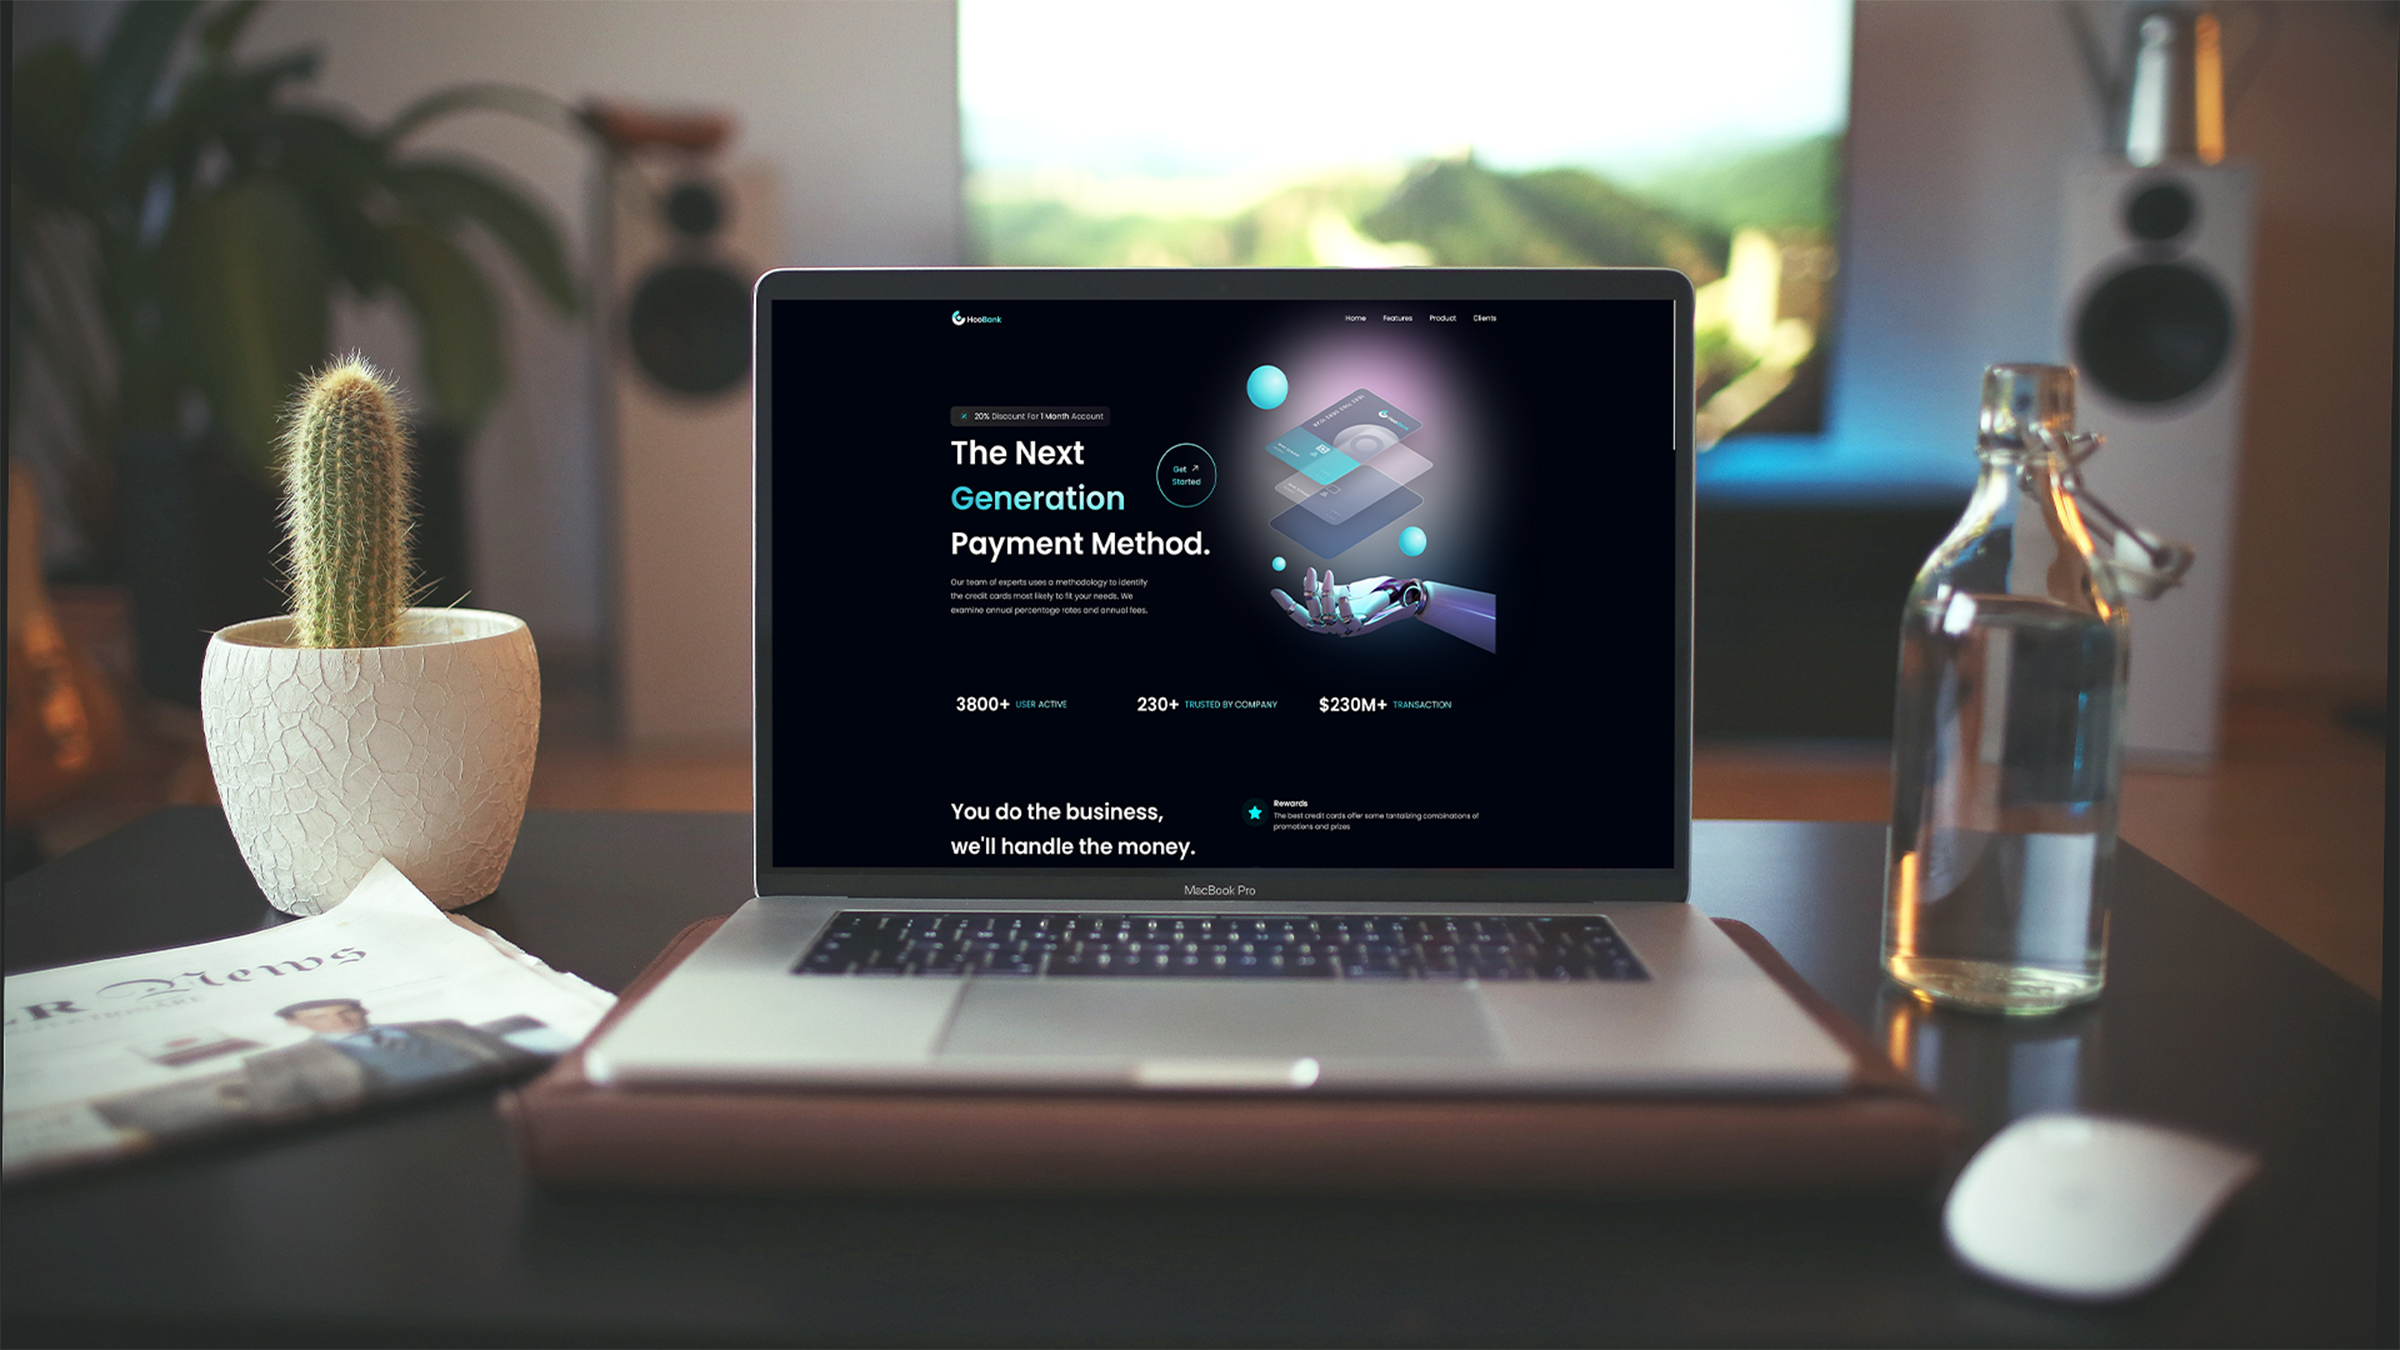 HooBank
Home Features Product Clients
20% Discount For 1 Month Account
The Next
Generation
Payment Method.
Get
Started
HooBank
Our team of experts uses a methodology to identify
the credit cards most likely to fit your needs. We
examine annual percentage rates and annual fees.
3800+ USER ACTIVE 230+ TRUSTED BY COMPANY $230M+ TRANSACTION
You do the business,
we'll handle the money.
Rewards
The best credit cards offer some tantalizing combinations of
promotions and prizes
MacBook Pro
ER News